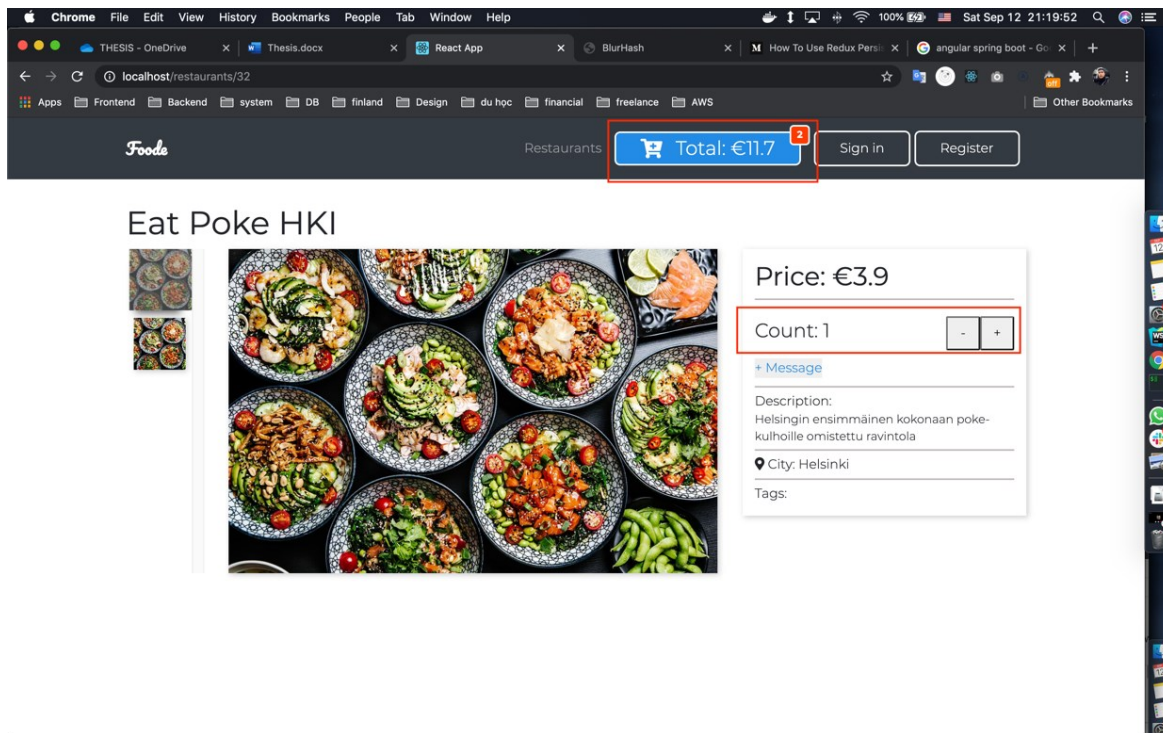 Chrome File Edit View History Bookmarks People Tab Window Help 100% Sat Sep 12 21:19:52
THESIS - OneDrive Thesis.docx React App BlurHash How To Use Redux Persis angular spring boot - Go
localhost/restaurants/32
Apps Frontend Backend system DB finland Design du học financial freelance AWS Other Bookmarks
Foode Restaurants Total: €11.7 2 Sign in Register
Eat Poke HKI
Price: €3.9
Count: 1 - +
+ Message
Description:
Helsingin ensimmäinen kokonaan poke-
kulhoille omistettu ravintola
City: Helsinki
Tags: